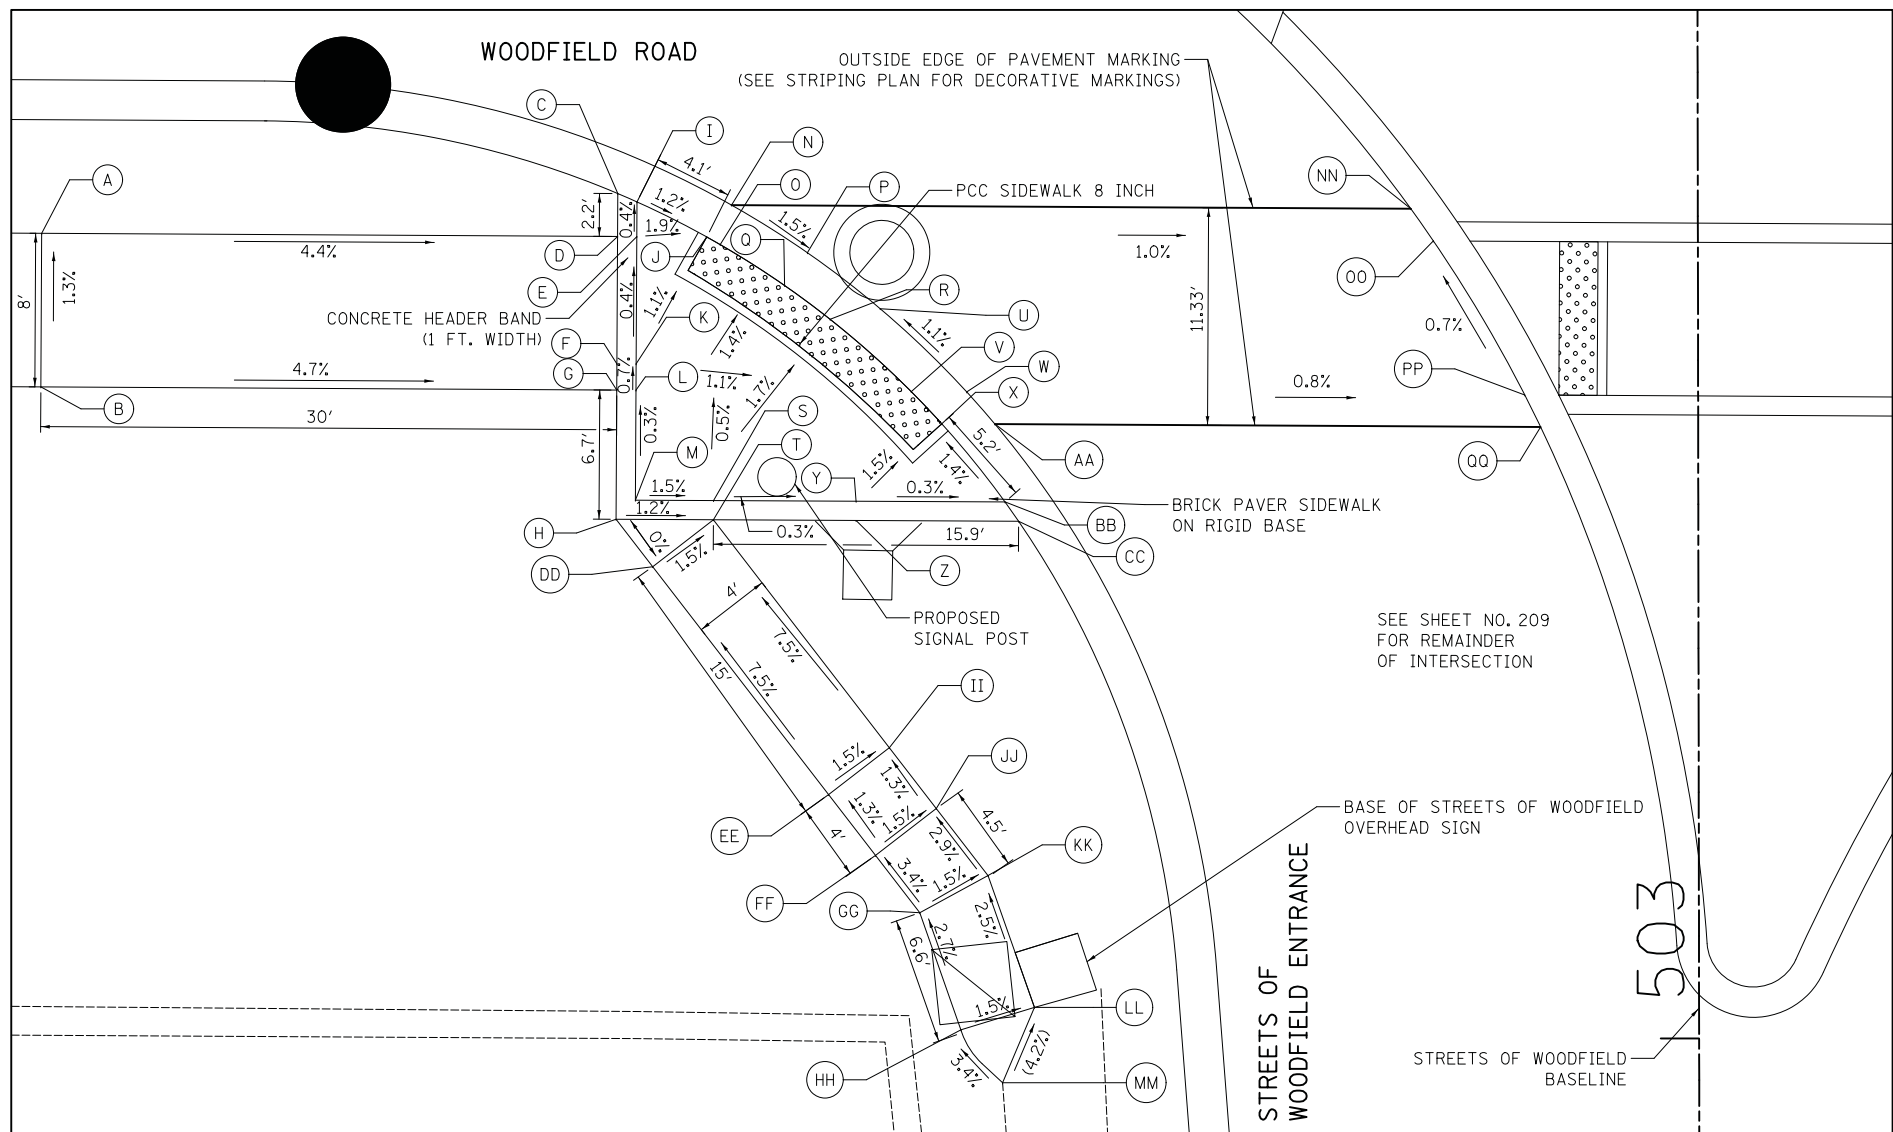 WOODFIELD ROAD
OUTSIDE EDGE OF PAVEMENT MARKING
(SEE STRIPING PLAN FOR DECORATIVE MARKINGS)
C
I
N
O
P
PCC SIDEWALK 8 INCH
NN
A
4.1'
1.2%
1.9%
1.5%
2.2'
0.4%
Q
J
D
4.4%
1.0%
OO
8'
1.3%
E
0.4%
1.1%
R
U
11.33'
0.7%
CONCRETE HEADER BAND
(1 FT. WIDTH)
K
F
1.4%
1.1%
V
W
G
4.7%
0.7%
L
1.1%
1.7%
X
0.8%
PP
B
30'
0.3%
0.5%
S
T
5.2'
6.7'
M
1.5%
1.4%
AA
QQ
1.5%
Y
0.3%
BRICK PAVER SIDEWALK
ON RIGID BASE
1.2%
H
0.3%
15.9'
BB
CC
0%
1.5%
DD
Z
4'
PROPOSED
SIGNAL POST
SEE SHEET NO. 209
FOR REMAINDER
OF INTERSECTION
7.5%
15'
7.5%
II
1.5%
JJ
1.3%
1.3%
1.5%
4.5'
BASE OF STREETS OF WOODFIELD
OVERHEAD SIGN
EE
4'
2.9%
KK
3.4%
1.5%
FF
GG
2.5%
2.7%
6.6'
503
STREETS OF
WOODFIELD ENTRANCE
1.5%
LL
HH
3.4%
(4.2%)
MM
STREETS OF WOODFIELD
BASELINE